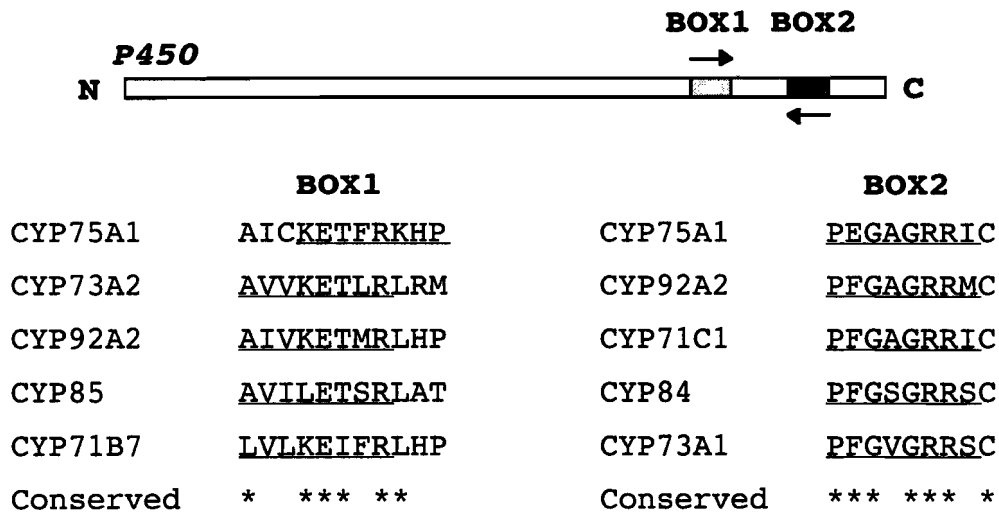 BOX1 BOX2
P450
N C
BOX1 BOX2
CYP75A1 AICKETFRKHP CYP75A1 PEGAGRRIC
CYP73A2 AVVKETLRLRM CYP92A2 PFGAGRRMC
CYP92A2 AIVKETMRLHP CYP71C1 PFGAGRRIC
CYP85 AVILETSRLAT CYP84 PFGSGRRSC
CYP71B7 LVLKEIFRLHP CYP73A1 PFGVGRRSC
Conserved * *** ** Conserved *** *** *